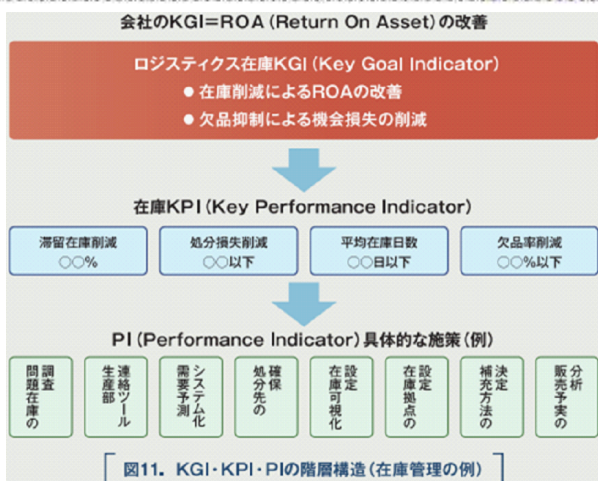 会社のKGI=ROA(Return On Asset)の改善
ロジスティクス在庫KGI(Key Goal Indicator)
● 在庫削減によるROAの改善
● 欠品抑制による機会損失の削減
在庫KPI(Key Performance Indicator)
滞留在庫削減
○○%
処分損失削減
○○以下
平均在庫日数
○○日以下
欠品率削減
○○%以下
PI(Performance Indicator)具体的な施策(例)
問題在庫の
調査
生産部
連絡ツール
需要予測
システム化
処分先の
確保
在庫可視化
設定
在庫拠点の
設定
補充方法の
決定
販売予実の
分析
図11. KGI・KPI・PIの階層構造(在庫管理の例)